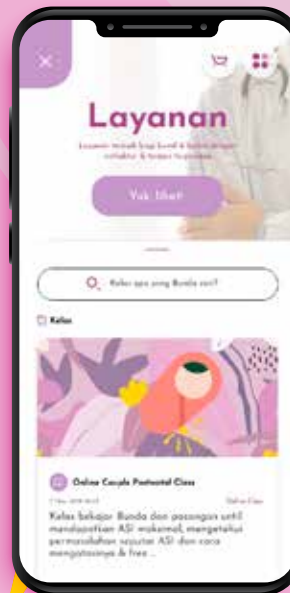 Layanan
Layanan
Yuk, lihat!
Kelas apa yang Bunda cari?
Kelas
Online Couple Postnatal Class
Online Class
Kelas belajar Bunda dan pasangan until
mendapatkan ASI maksimal, mengetahui
permasalahan seputar ASI dan cara
mengatasinya & free ...